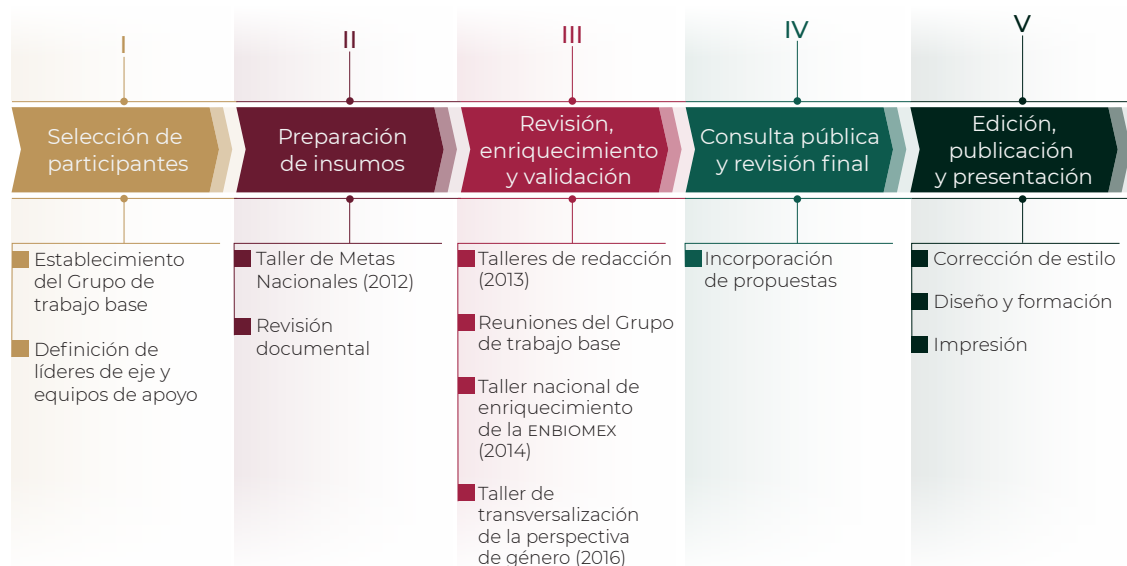 I
II
III
IV
V
Selección de
participantes
Preparación
de insumos
Revisión,
enriquecimiento
y validación
Consulta pública
y revisión final
Edición,
publicación
y presentación
Establecimiento
del Grupo de
trabajo base
Definición de
líderes de eje y
equipos de apoyo
Taller de Metas
Nacionales (2012)
Revisión
documental
Talleres de redacción
(2013)
Reuniones del Grupo
de trabajo base
Taller nacional de
enriquecimiento
de la ENBIOMEX
(2014)
Taller de
transversalización
de la perspectiva
de género (2016)
Incorporación
de propuestas
Corrección de estilo
Diseño y formación
Impresión